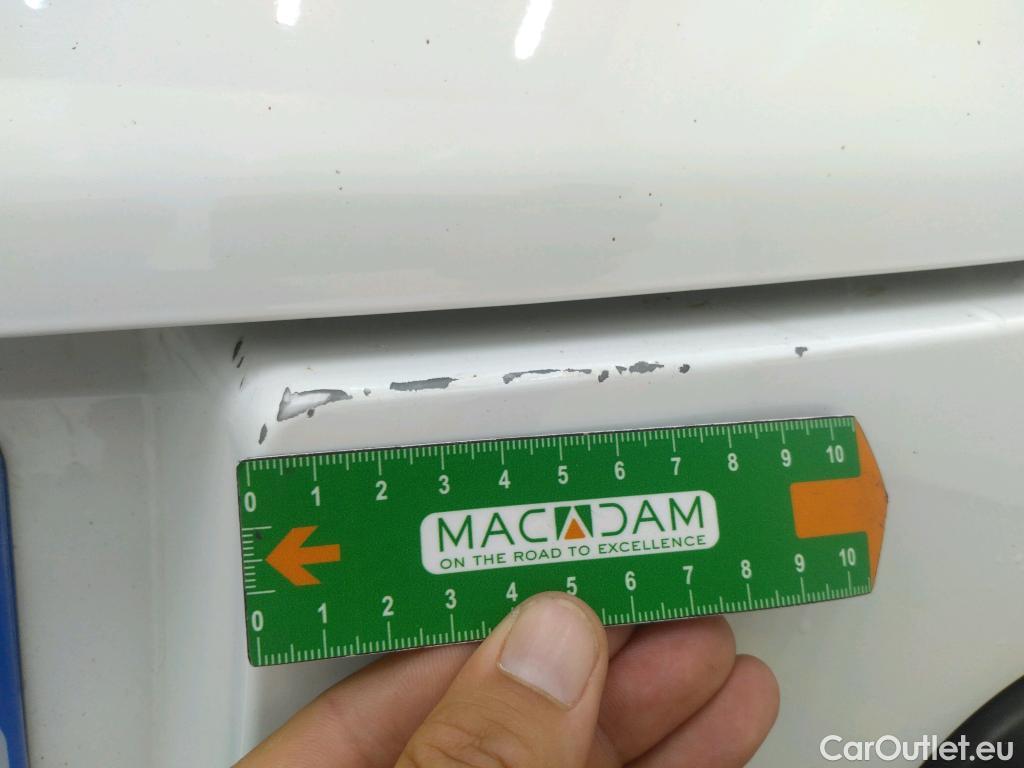 0 1 2 3 4 5 6 7 8 9 10
MACADAM
ON THE ROAD TO EXCELLENCE
0 1 2 3 4 5 6 7 8 9 10
CarOutlet.eu